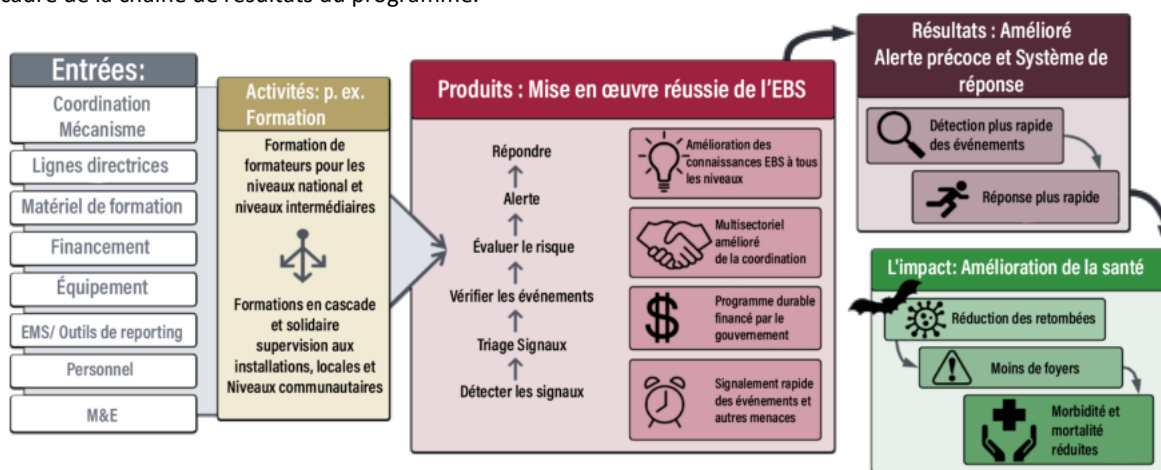 cadre de la chaîne de résultats du programme.
Entrées:
Coordination
Mécanisme
Lignes directrices
Matériel de formation
Financement
Équipement
EMS/ Outils de reporting
Personnel
M&E
Activités: p. ex.
Formation
Formation de
formateurs pour les
niveaux national et
niveaux intermédiaires
Formations en cascade
et solidaire
supervision aux
installations, locales et
Niveaux communautaires
Produits : Mise en œuvre réussie de l'EBS
Répondre
Alerte
Évaluer le risque
Vérifier les événements
Triage Signaux
Détecter les signaux
Amélioration des
connaissances EBS à tous
les niveaux
Multisectoriel
amélioré
de la coordination
Programme durable
financé par le
gouvernement
Signalement rapide
des événements et
autres menaces
Résultats : Amélioré
Alerte précoce et Système de
réponse
Détection plus rapide
des événements
Réponse plus rapide
L'impact: Amélioration de la santé
Réduction des retombées
Moins de foyers
Morbidité et
mortalité
réduites